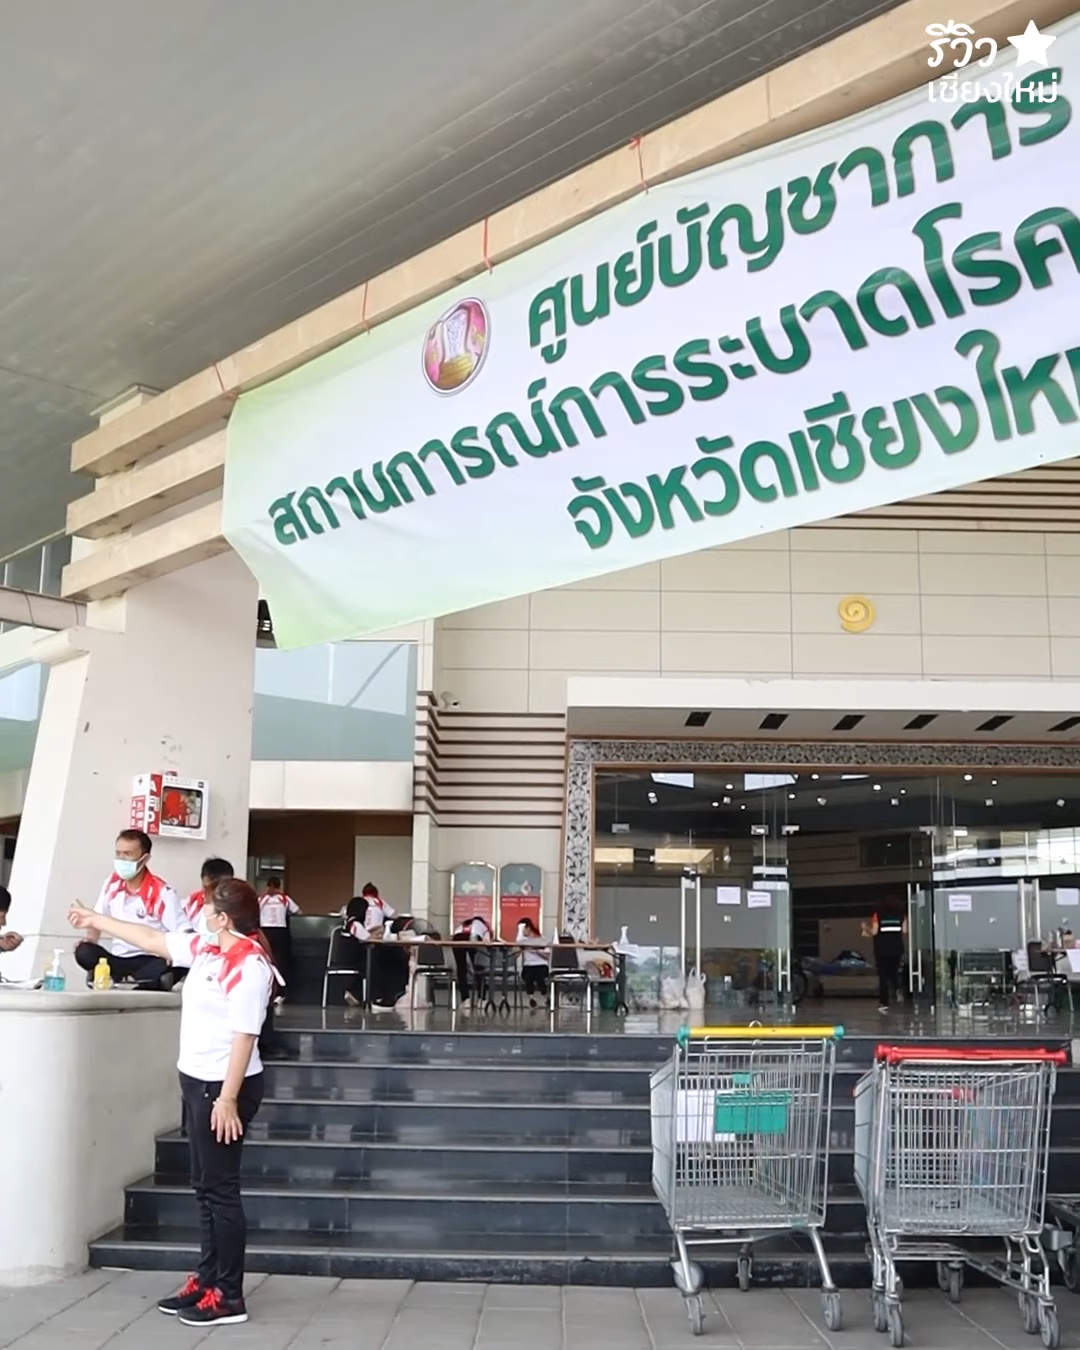 รีวิว
เชียงใหม่
ศูนย์บัญชาการ
สถานการณ์การระบาดโรค
จังหวัดเชียงให
AED